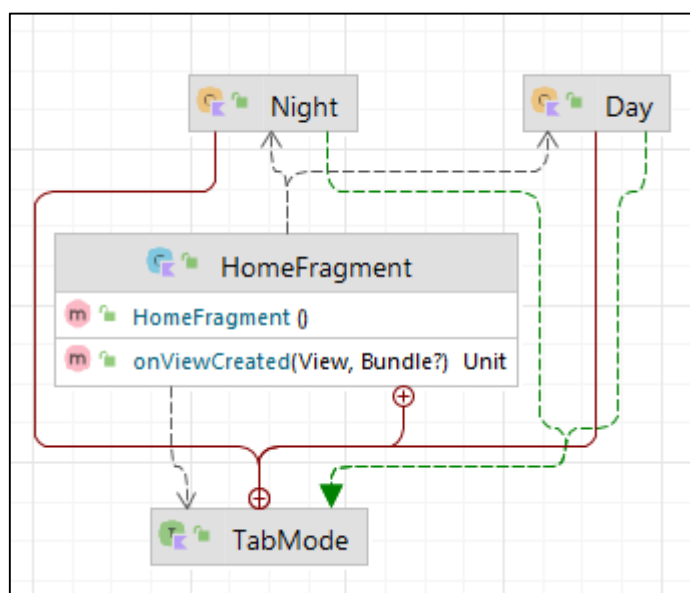 Night
Day
HomeFragment
m HomeFragment ()
m onViewCreated(View, Bundle?) Unit
TabMode